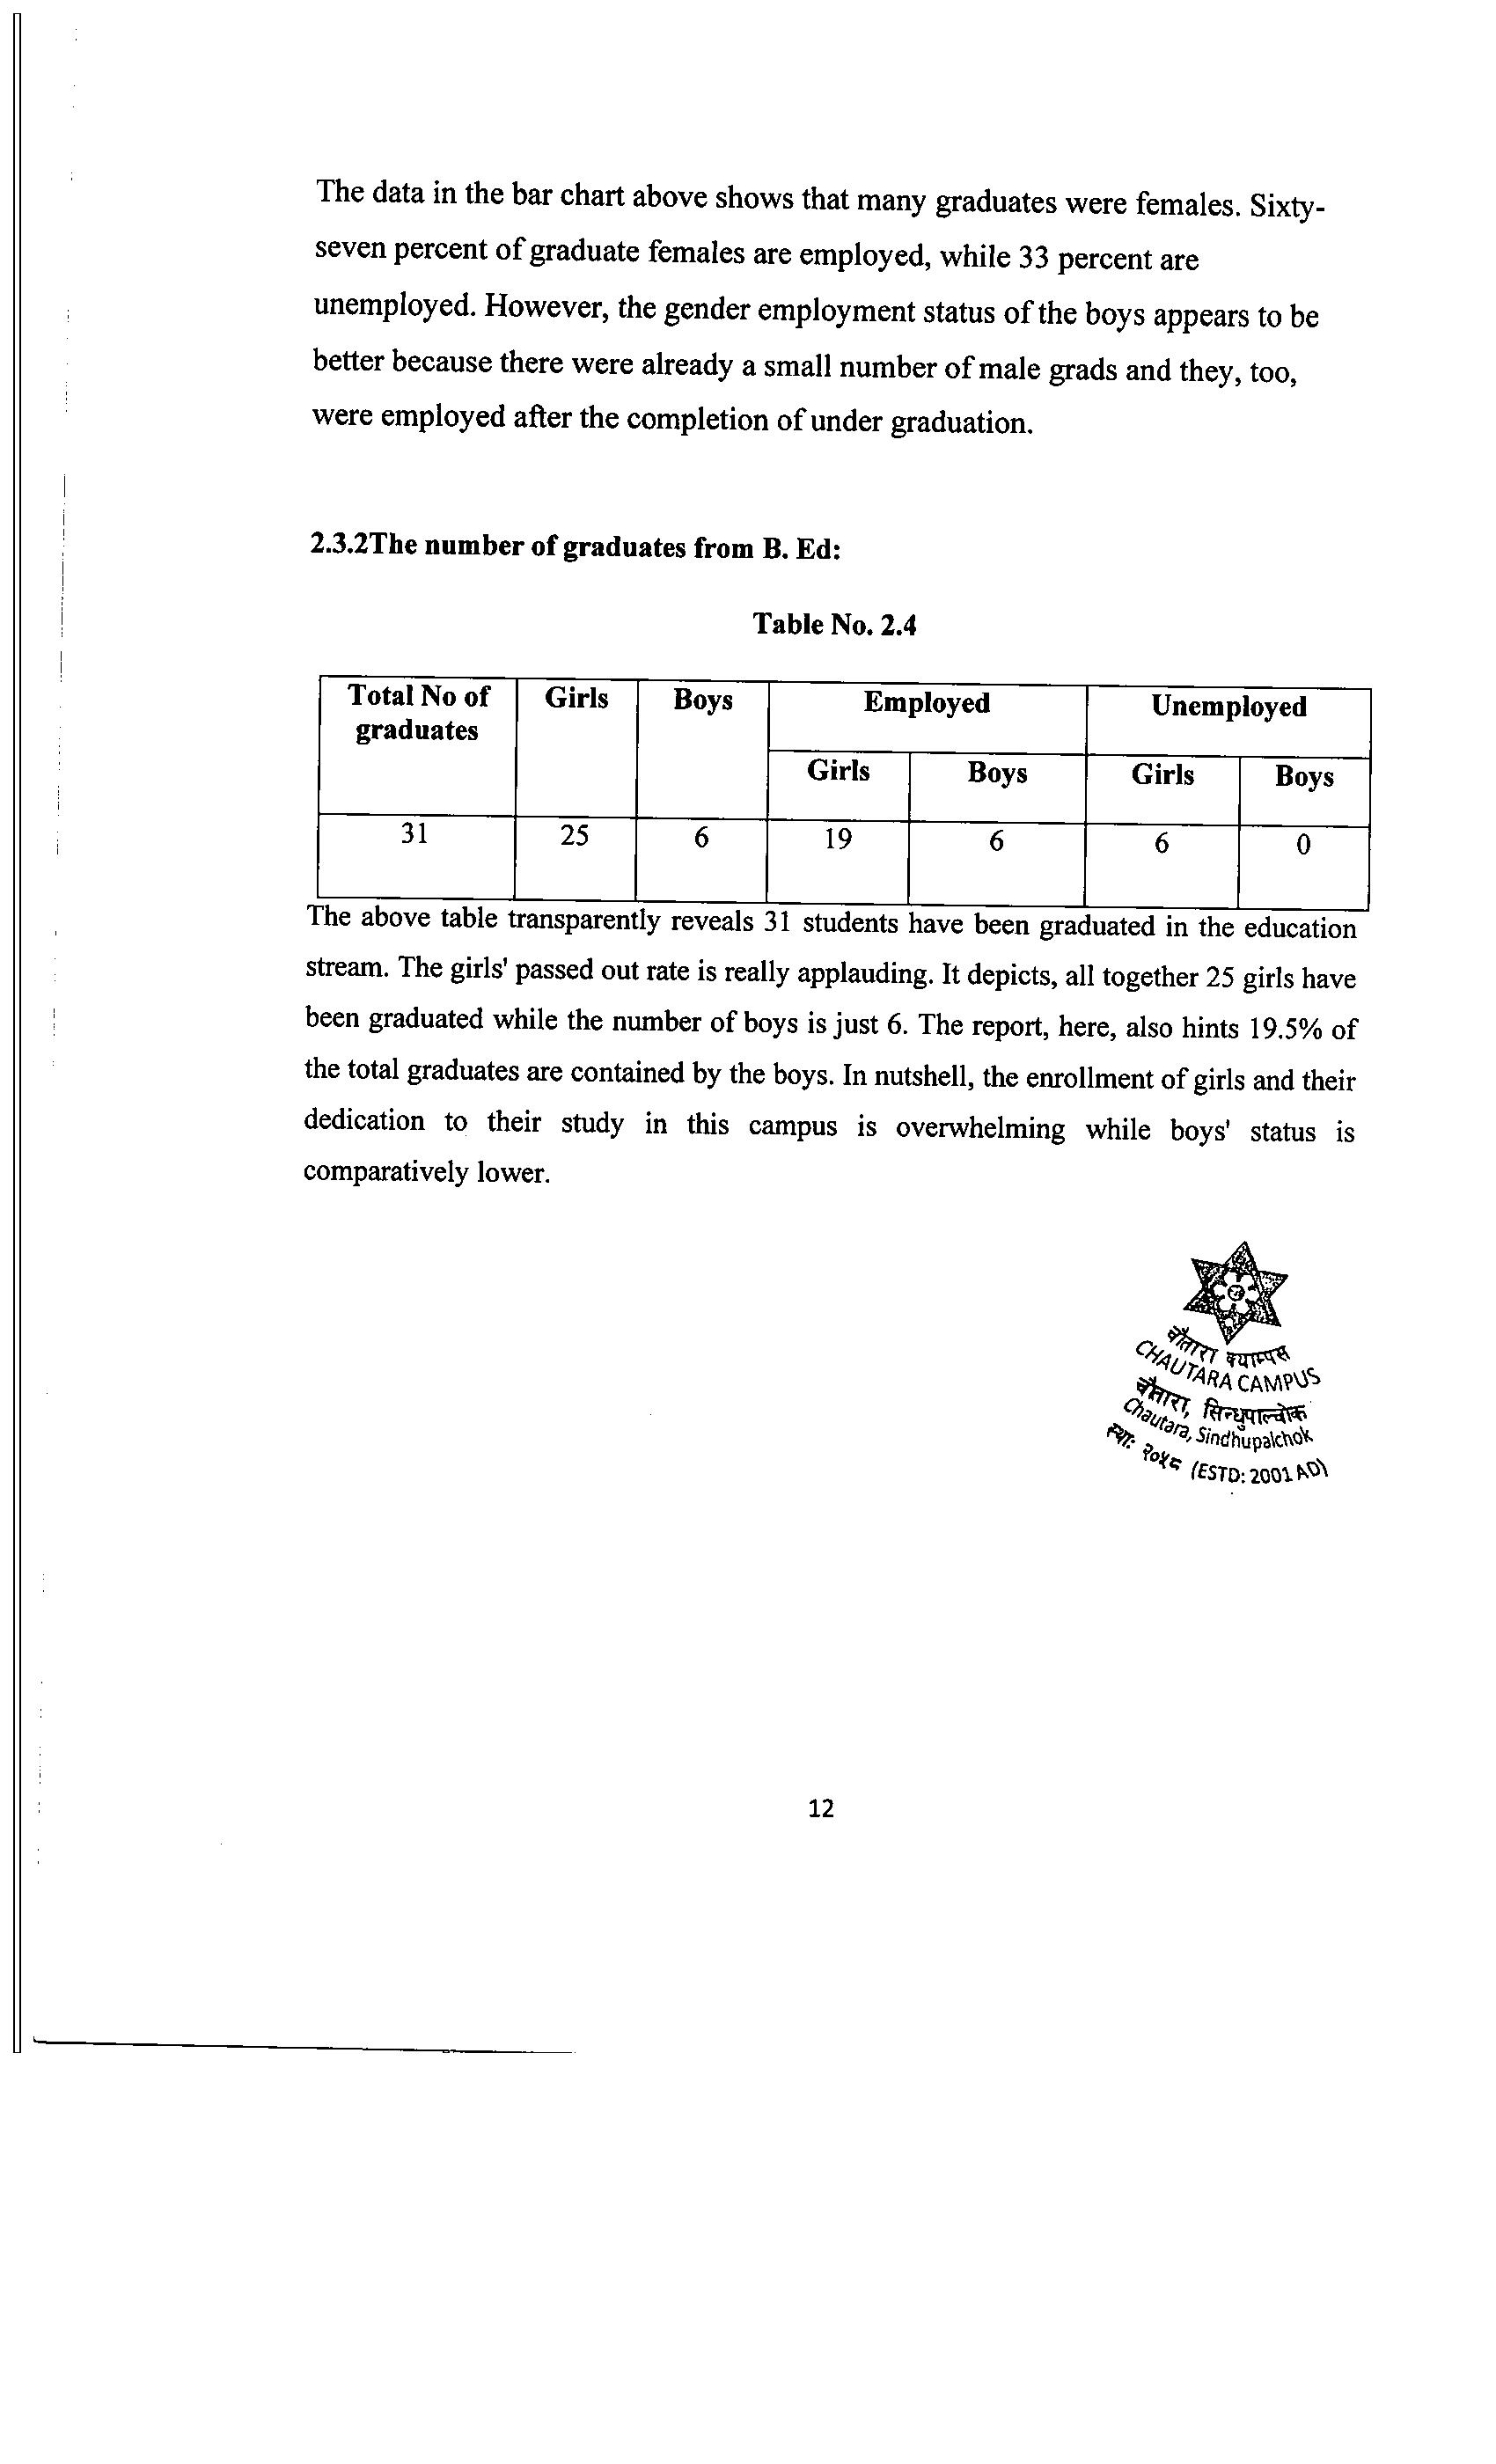 The data in the bar chart above shows that many graduates were females. Sixty-
seven percent of graduate females are employed, while 33 percent are
unemployed. However, the gender employment status of the boys appears to be
better because there were already a small number of male grads and they, too,
were employed after the completion of under graduation.
2.3.2The number of graduates from B. Ed:
Table No. 2.4
Total No of graduates Girls Boys Employed Unemployed
Girls Boys Girls Boys
31 25 6 19 6 6 0
The above table transparently reveals 31 students have been graduated in the education
stream. The girls' passed out rate is really applauding. It depicts, all together 25 girls have
been graduated while the number of boys is just 6. The report, here, also hints 19.5% of
the total graduates are contained by the boys. In nutshell, the enrollment of girls and their
dedication to their study in this campus is overwhelming while boys' status is
comparatively lower.
चौतारा क्याम्पस
CHAUTARA CAMPUS
चौतारा, सिन्धुपाल्चोक
Chautara, Sindhupalchok
स्था: २०५८ (ESTD: 2001 AD)
12